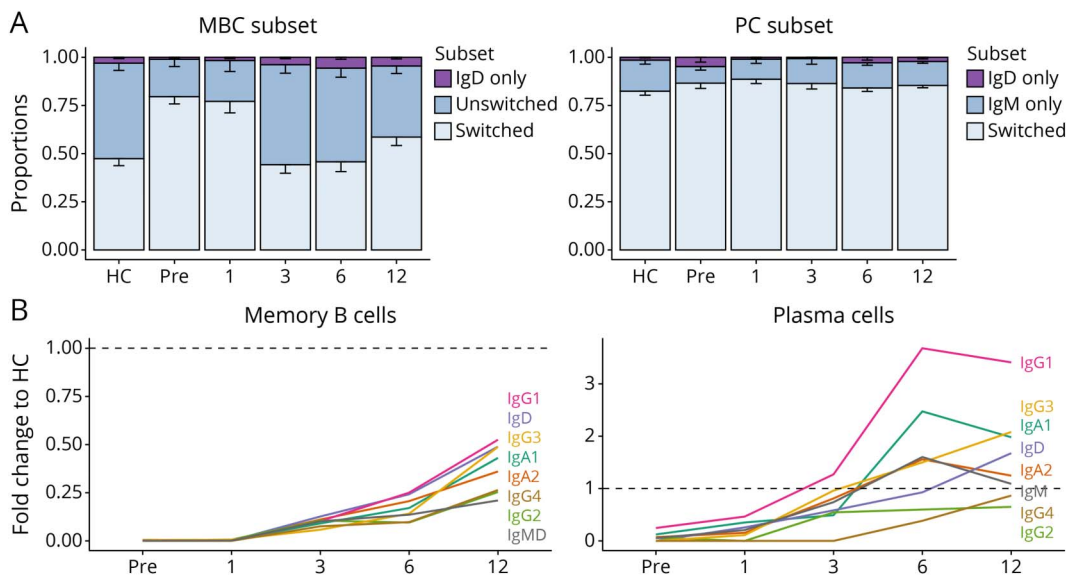 A
MBC subset
Proportions
1.00
0.75
0.50
0.25
0.00
HC Pre 1 3 6 12
Subset
IgD only
Unswitched
Switched
PC subset
1.00
0.75
0.50
0.25
0.00
HC Pre 1 3 6 12
Subset
IgD only
IgM only
Switched
B
Memory B cells
Fold change to HC
1.00
0.75
0.50
0.25
0.00
Pre 1 3 6 12
IgG1
IgD
IgG3
IgA1
IgA2
IgG4
IgG2
IgMD
Plasma cells
3
2
1
0
Pre 1 3 6 12
IgG1
IgG3
IgA1
IgD
IgA2
IgM
IgG4
IgG2